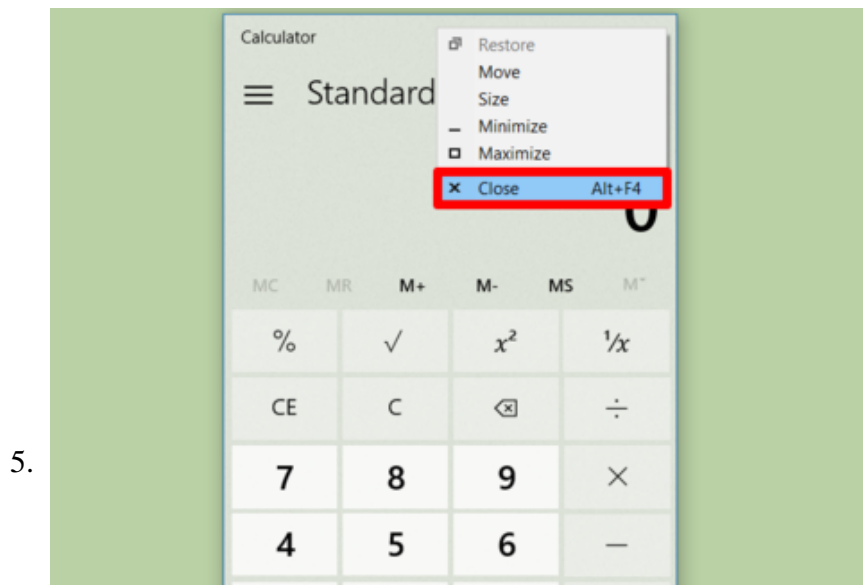 Calculator
Restore
Standard
Move
Size
Minimize
Maximize
Close Alt+F4
0
MC MR M+ M- MS Mˇ
% √ x² ¹/x
CE C ÷
5.
7 8 9 ×
4 5 6 −